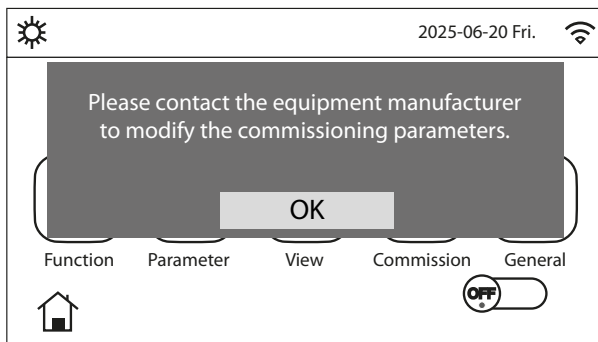 2025-06-20 Fri.
Please contact the equipment manufacturer
to modify the commissioning parameters.
OK
Function Parameter View Commission General
OFF